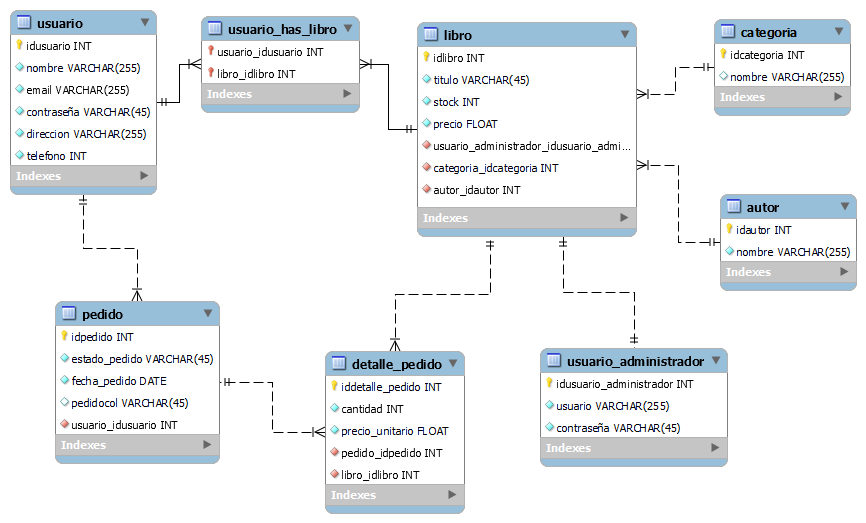 usuario
idusuario INT
nombre VARCHAR(255)
email VARCHAR(255)
contraseña VARCHAR(45)
direccion VARCHAR(255)
telefono INT
Indexes
usuario_has_libro
usuario_idusuario INT
libro_idlibro INT
Indexes
libro
idlibro INT
titulo VARCHAR(45)
stock INT
precio FLOAT
usuario_administrador_idusuario_admi...
categoria_idcategoria INT
autor_idautor INT
Indexes
categoria
idcategoria INT
nombre VARCHAR(255)
Indexes
autor
idautor INT
nombre VARCHAR(255)
Indexes
pedido
idpedido INT
estado_pedido VARCHAR(45)
fecha_pedido DATE
pedidocol VARCHAR(45)
usuario_idusuario INT
Indexes
detalle_pedido
iddetalle_pedido INT
cantidad INT
precio_unitario FLOAT
pedido_idpedido INT
libro_idlibro INT
Indexes
usuario_administrador
idusuario_administrador INT
usuario VARCHAR(255)
contraseña VARCHAR(45)
Indexes